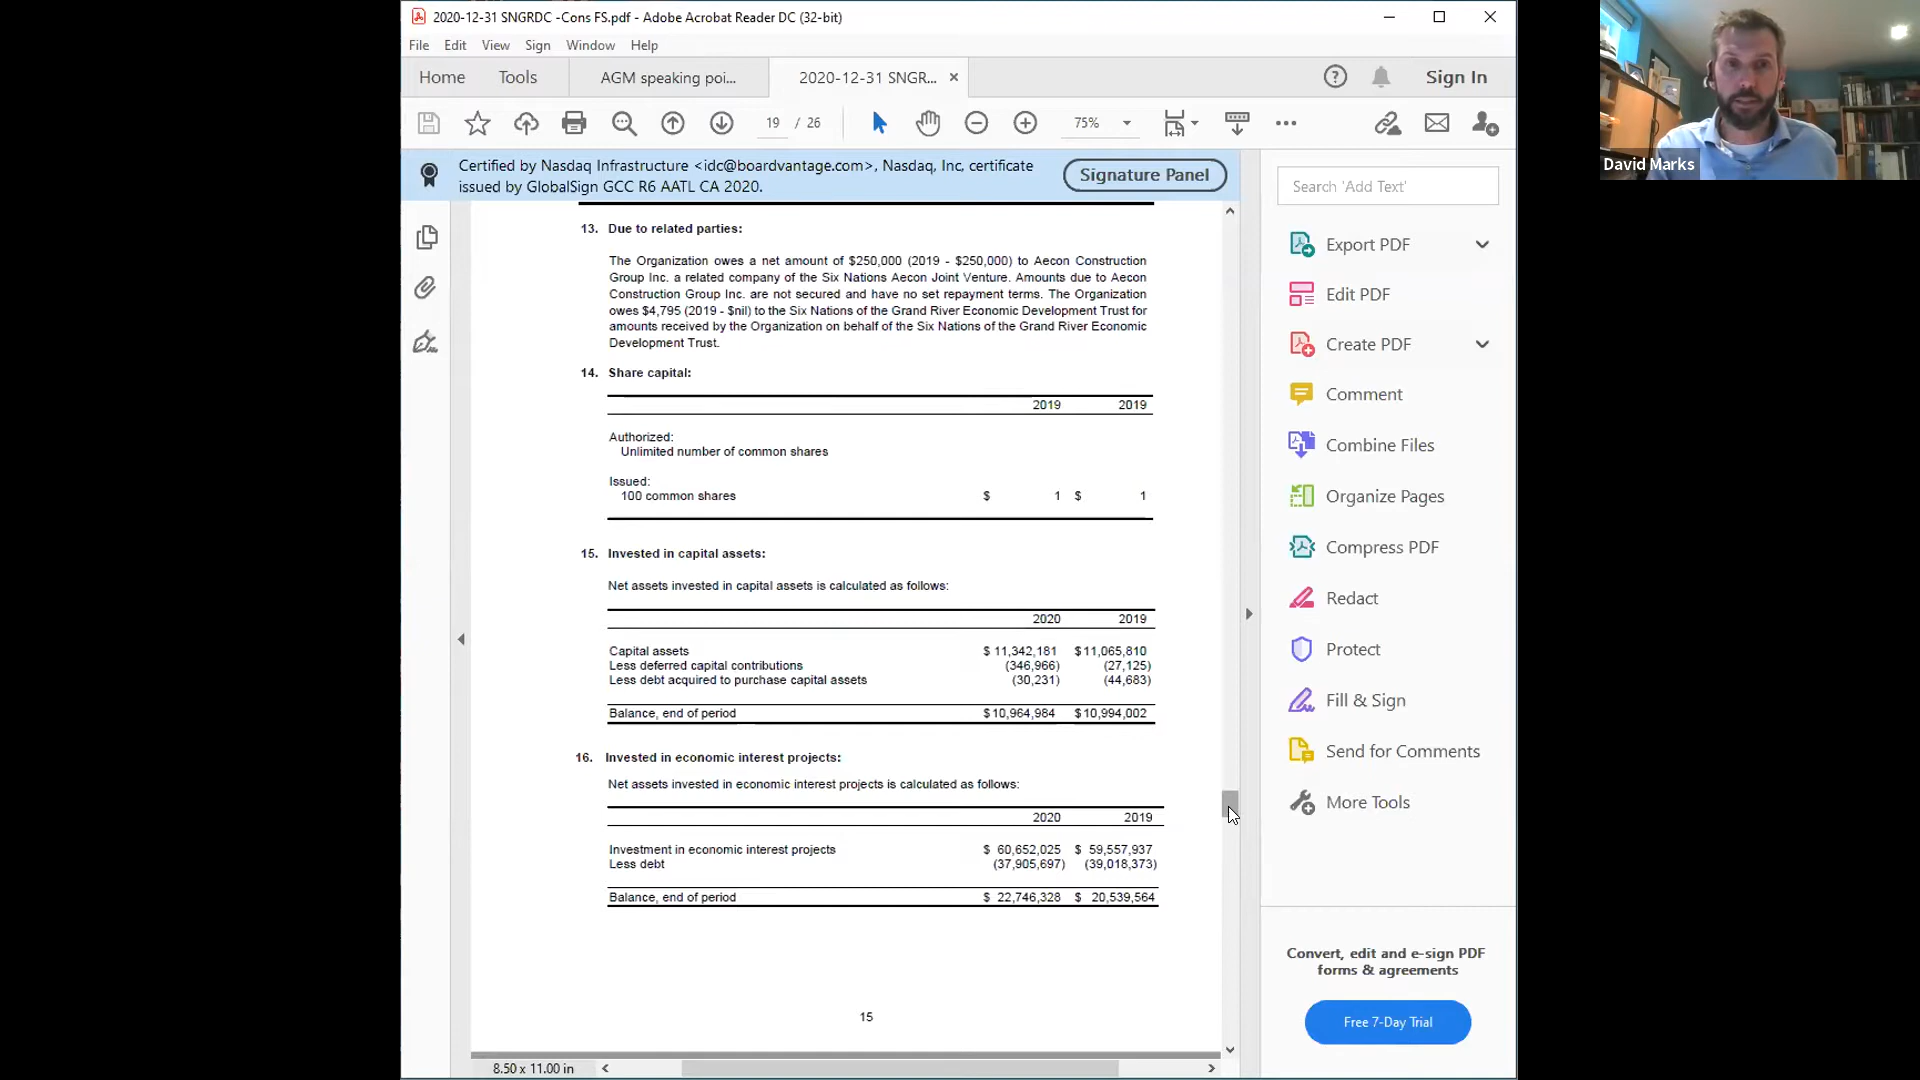 2020-12-31 SNGRDC -Cons FS.pdf - Adobe Acrobat Reader DC (32-bit)
File Edit View Sign Window Help
Home Tools AGM speaking poi... 2020-12-31 SNGR... Sign In
19 / 26 75%
Certified by Nasdaq Infrastructure <idc@boardvantage.com>, Nasdaq, Inc, certificate
issued by GlobalSign GCC R6 AATL CA 2020.
Signature Panel
13. Due to related parties:
The Organization owes a net amount of $250,000 (2019 - $250,000) to Aecon Construction
Group Inc. a related company of the Six Nations Aecon Joint Venture. Amounts due to Aecon
Construction Group Inc. are not secured and have no set repayment terms. The Organization
owes $4,795 (2019 - $nil) to the Six Nations of the Grand River Economic Development Trust for
amounts received by the Organization on behalf of the Six Nations of the Grand River Economic
Development Trust.
14. Share capital:
2019 2019
Authorized:
Unlimited number of common shares
Issued:
100 common shares $ 1 $ 1
15. Invested in capital assets:
Net assets invested in capital assets is calculated as follows:
2020 2019
Capital assets $ 11,342,181 $ 11,065,810
Less deferred capital contributions (346,966) (27,125)
Less debt acquired to purchase capital assets (30,231) (44,683)
Balance, end of period $ 10,964,984 $ 10,994,002
16. Invested in economic interest projects:
Net assets invested in economic interest projects is calculated as follows:
2020 2019
Investment in economic interest projects $ 60,652,025 $ 59,557,937
Less debt (37,905,697) (39,018,373)
Balance, end of period $ 22,746,328 $ 20,539,564
15
8.50 x 11.00 in
Search 'Add Text'
Export PDF
Edit PDF
Create PDF
Comment
Combine Files
Organize Pages
Compress PDF
Redact
Protect
Fill & Sign
Send for Comments
More Tools
Convert, edit and e-sign PDF
forms & agreements
Free 7-Day Trial
David Marks